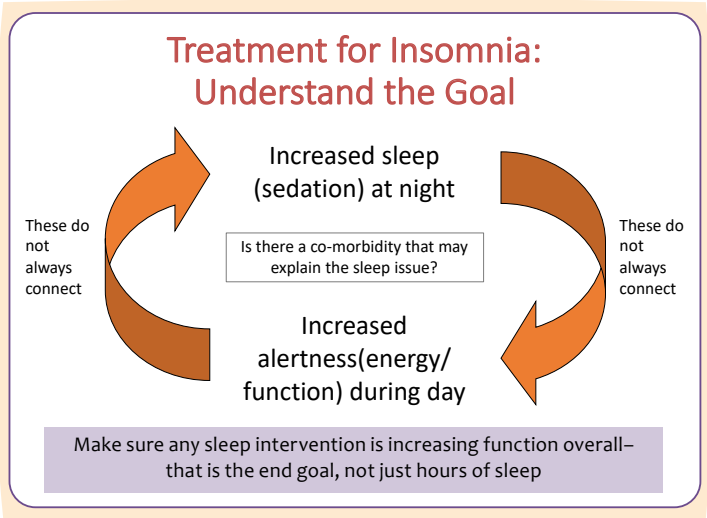 Treatment for Insomnia:
Understand the Goal
Increased sleep
(sedation) at night
These do
not
always
connect
Is there a co-morbidity that may
explain the sleep issue?
These do
not
always
connect
Increased
alertness(energy/
function) during day
Make sure any sleep intervention is increasing function overall–
that is the end goal, not just hours of sleep